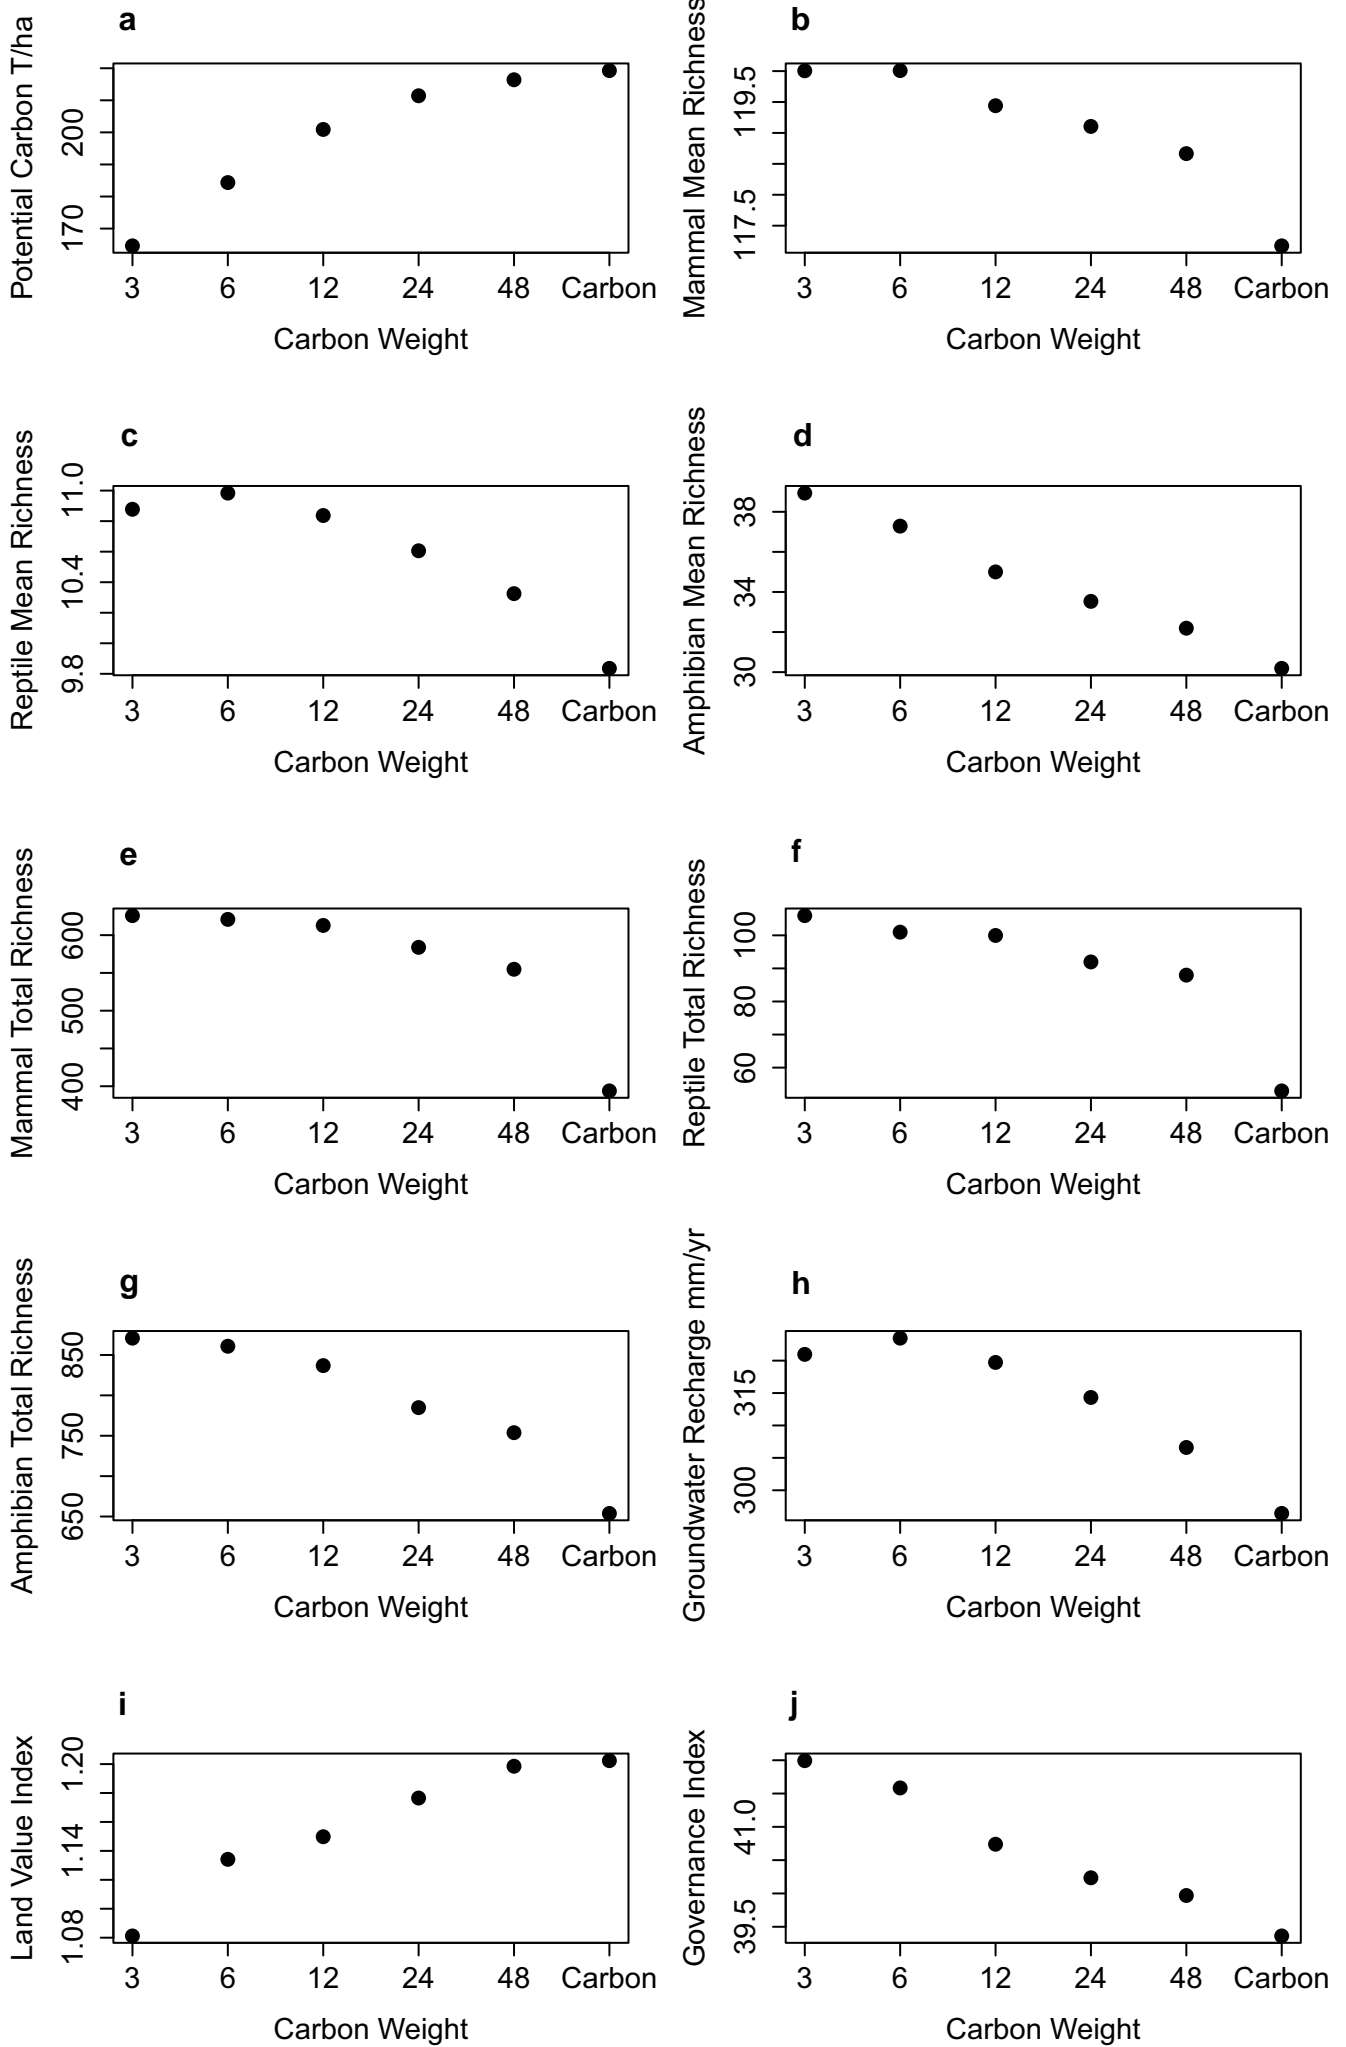 a
Potential Carbon T/ha
200
170
3 6 12 24 48 Carbon
Carbon Weight
b
Mammal Mean Richness
119.5
117.5
3 6 12 24 48 Carbon
Carbon Weight
c
Reptile Mean Richness
11.0
10.4
9.8
3 6 12 24 48 Carbon
Carbon Weight
d
Amphibian Mean Richness
38
34
30
3 6 12 24 48 Carbon
Carbon Weight
e
Mammal Total Richness
600
500
400
3 6 12 24 48 Carbon
Carbon Weight
f
Reptile Total Richness
100
80
60
3 6 12 24 48 Carbon
Carbon Weight
g
Amphibian Total Richness
850
750
650
3 6 12 24 48 Carbon
Carbon Weight
h
Groundwater Recharge mm/yr
315
300
3 6 12 24 48 Carbon
Carbon Weight
i
Land Value Index
1.20
1.14
1.08
3 6 12 24 48 Carbon
Carbon Weight
j
Governance Index
41.0
39.5
3 6 12 24 48 Carbon
Carbon Weight